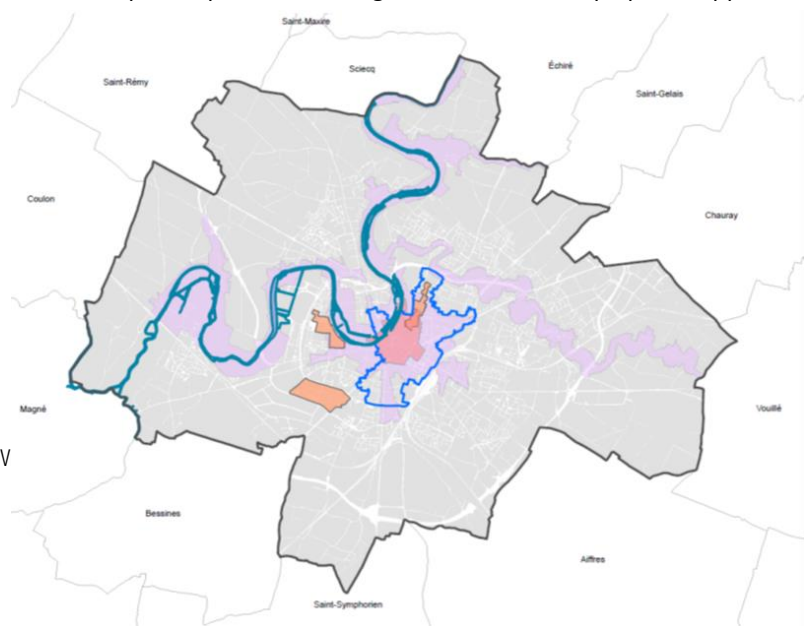 Saint-Maxire
Sciecq
Échiré
Saint-Rémy
Saint-Gelais
Coulon
Chauray
Magné
Vouillé
V
Bessines
Aiffres
Saint-Symphorien